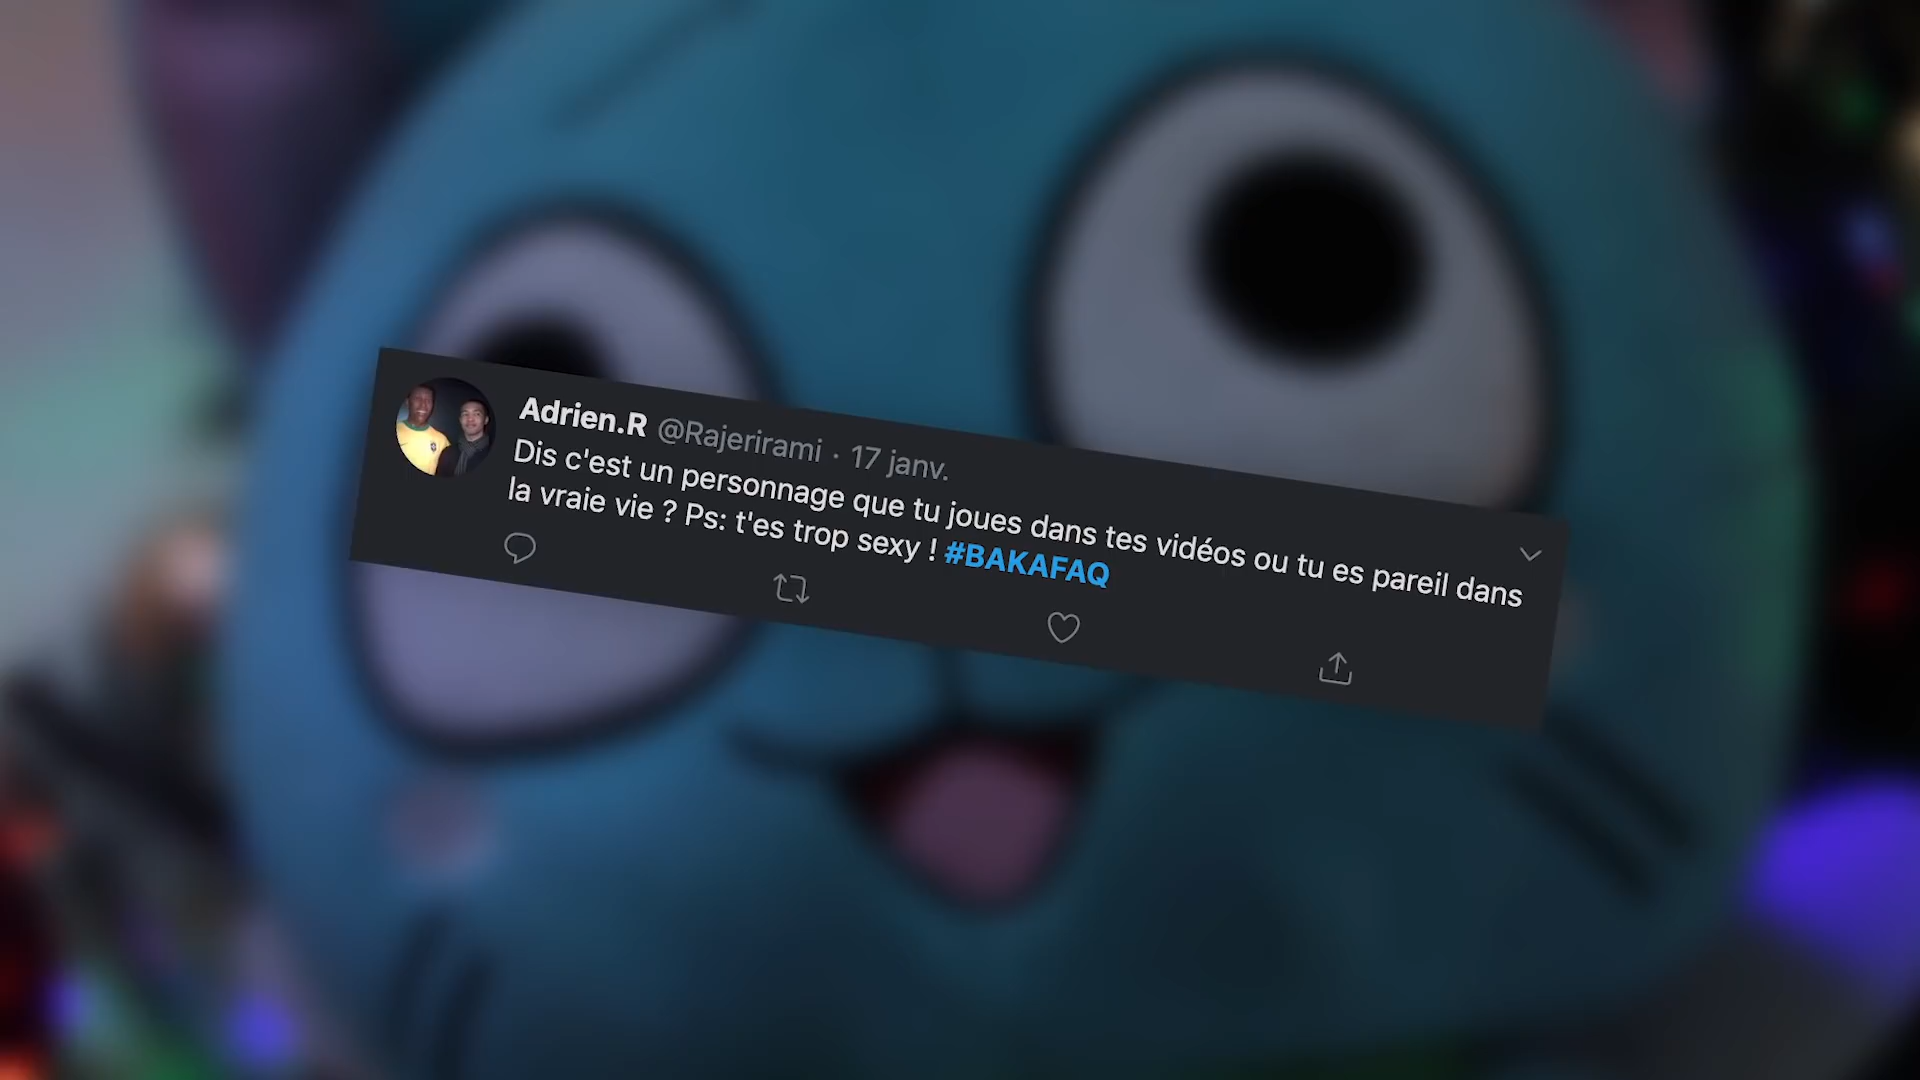 Adrien.R @Rajerirami · 17 janv.
Dis c'est un personnage que tu joues dans tes vidéos ou tu es pareil dans
la vraie vie ? Ps: t'es trop sexy ! #BAKAFAQ